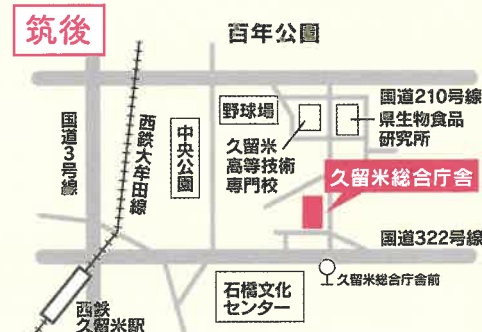 筑後
百年公園
国道3号線
西鉄大牟田線
中央公園
野球場
久留米
高等技術
専門校
国道210号線
県生物食品
研究所
久留米総合庁舎
国道322号線
久留米総合庁舎前
石橋文化
センター
西鉄
久留米駅